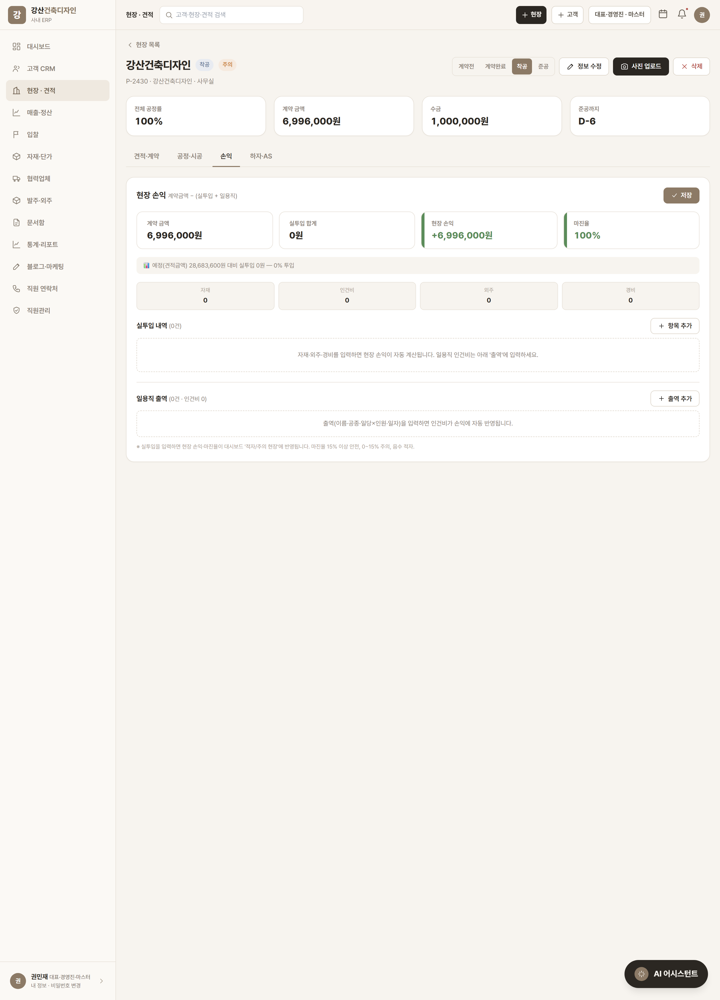 강
강산건축디자인
사내 ERP
대시보드
고객 CRM
현장 · 견적
매출·정산
입찰
자재·단가
협력업체
발주·외주
문서함
통계·리포트
블로그·마케팅
직원 연락처
직원관리
권
권민재 대표·경영진·마스터
내 정보 · 비밀번호 변경
현장 · 견적
고객·현장·견적 검색
+ 현장
+ 고객
대표·경영진 · 마스터
권
현장 목록
강산건축디자인 착공 주의
P-2430 · 강산건축디자인 · 사무실
계약전 계약완료 착공 준공
정보 수정
사진 업로드
삭제
전체 공정률
100%
계약 금액
6,996,000원
수금
1,000,000원
준공까지
D-6
견적·계약 공정·시공 손익 하자·AS
현장 손익 계약금액 − (실투입 + 일용직)
저장
계약 금액
6,996,000원
실투입 합계
0원
현장 손익
+6,996,000원
마진율
100%
예정(견적금액) 28,683,600원 대비 실투입 0원 — 0% 투입
자재
0
인건비
0
외주
0
경비
0
실투입 내역 (0건)
+ 항목 추가
자재·외주·경비를 입력하면 현장 손익이 자동 계산됩니다. 일용직 인건비는 아래 '출역'에 입력하세요.
일용직 출역 (0건 · 인건비 0)
+ 출역 추가
출역(이름·공종·일당×인원·일자)을 입력하면 인건비가 손익에 자동 반영됩니다.
※ 실투입을 입력하면 현장 손익·마진율이 대시보드 '적자/주의 현장'에 반영됩니다. 마진율 15% 이상 안전, 0~15% 주의, 음수 적자.
AI 어시스턴트